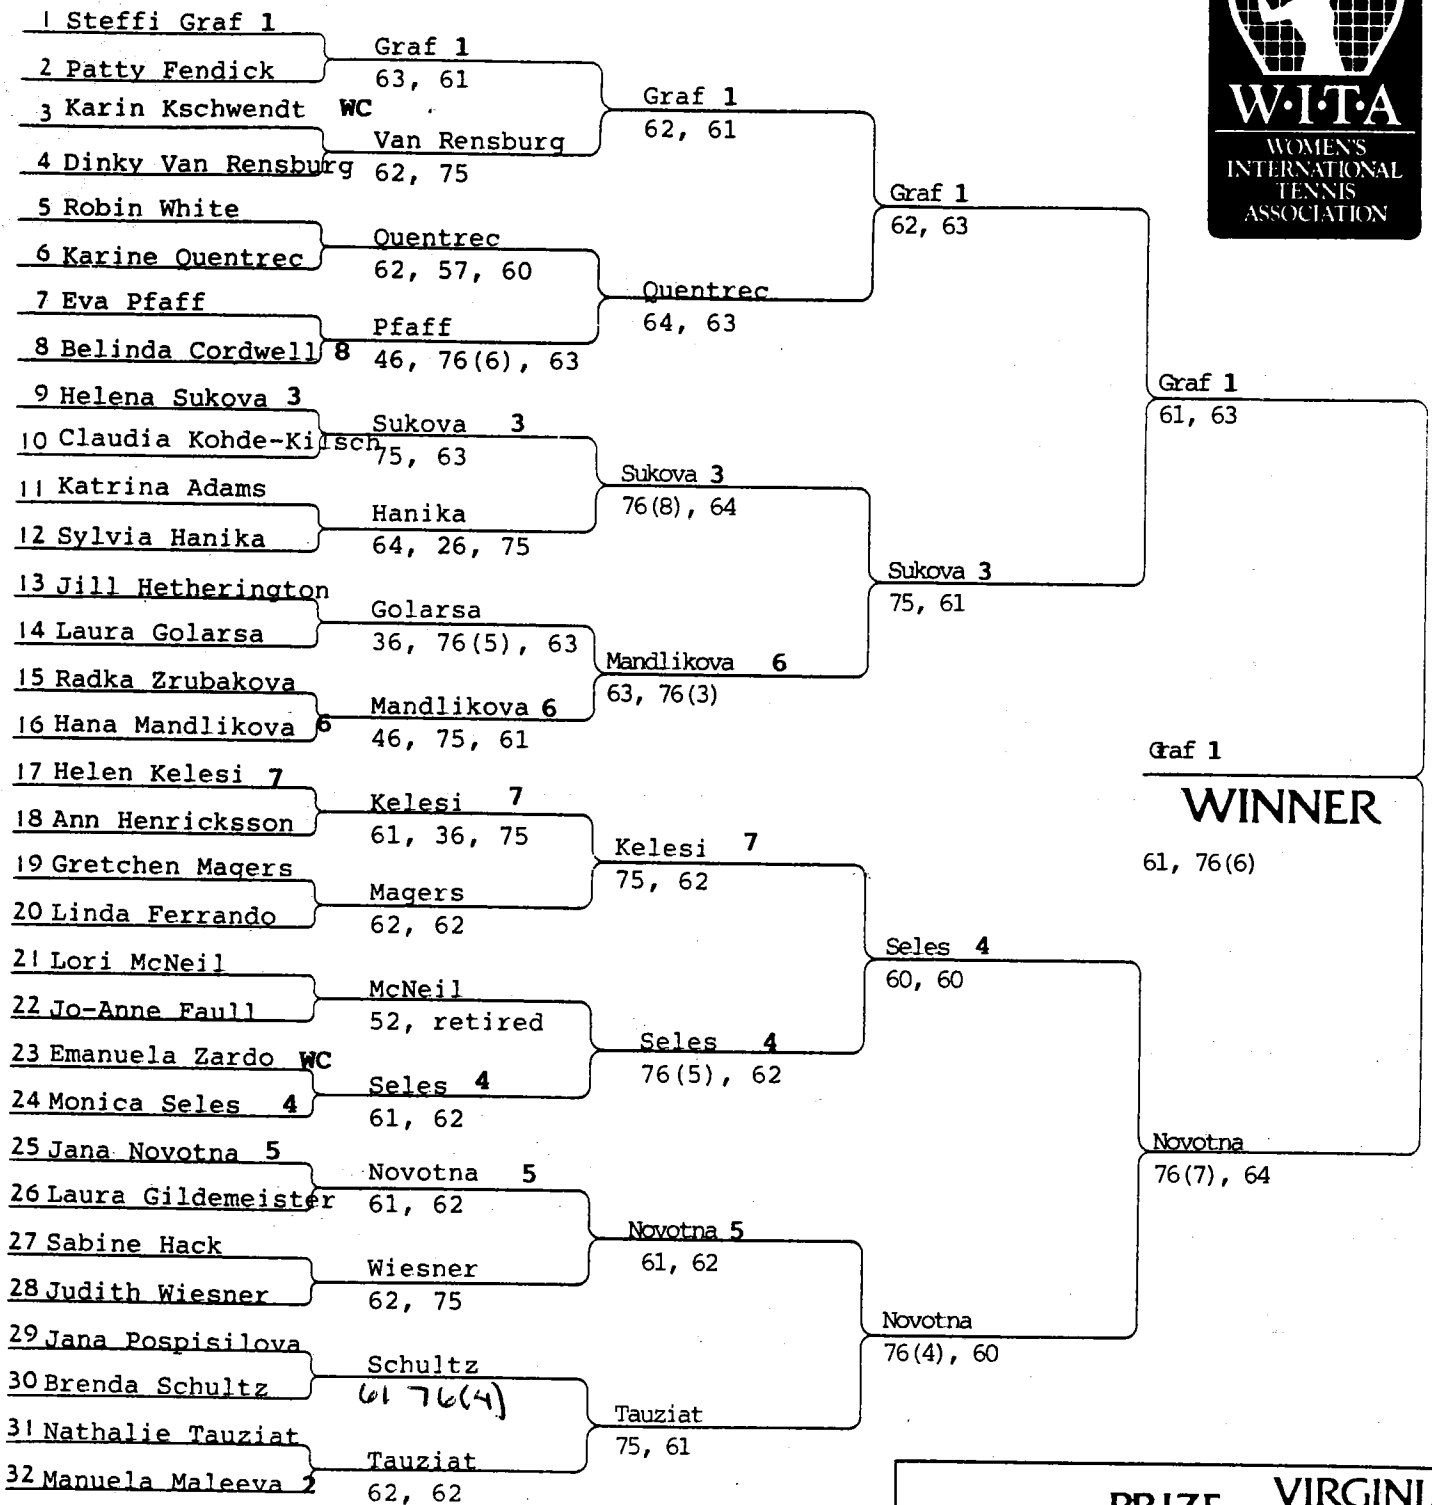 1 Steffi Graf 1
2 Patty Fendick
3 Karin Kschwendt WC
4 Dinky Van Rensburg
5 Robin White
6 Karine Quentrec
7 Eva Pfaff
8 Belinda Cordwell 8
9 Helena Sukova 3
10 Claudia Kohde-Kilsch
11 Katrina Adams
12 Sylvia Hanika
13 Jill Hetherington
14 Laura Golarsa
15 Radka Zrubakova
16 Hana Mandlikova 6
17 Helen Kelesi 7
18 Ann Henricksson
19 Gretchen Magers
20 Linda Ferrando
21 Lori McNeil
22 Jo-Anne Faull
23 Emanuela Zardo WC
24 Monica Seles 4
25 Jana Novotna 5
26 Laura Gildemeister
27 Sabine Hack
28 Judith Wiesner
29 Jana Pospisilova
30 Brenda Schultz
31 Nathalie Tauziat
32 Manuela Maleeva 2
Graf 1
63, 61
Van Rensburg
62, 75
Quentrec
62, 57, 60
Pfaff
46, 76(6), 63
Sukova 3
75, 63
Hanika
64, 26, 75
Golarsa
36, 76(5), 63
Mandlikova 6
46, 75, 61
Kelesi 7
61, 36, 75
Magers
62, 62
McNeil
52, retired
Seles 4
61, 62
Novotna 5
61, 62
Wiesner
62, 75
Schultz
61 76(4)
Tauziat
62, 62
Graf 1
62, 61
Quentrec
64, 63
Sukova 3
76(8), 64
Mandlikova 6
63, 76(3)
Kelesi 7
75, 62
Seles 4
76(5), 62
Novotna 5
61, 62
Tauziat
75, 61
Graf 1
62, 63
Sukova 3
75, 61
Seles 4
60, 60
Novotna
76(4), 60
Graf 1
61, 63
Novotna
76(7), 64
Graf 1
WINNER
61, 76(6)
W·I·T·A
WOMEN'S
INTERNATIONAL
TENNIS
ASSOCIATION
PRIZE VIRGINI